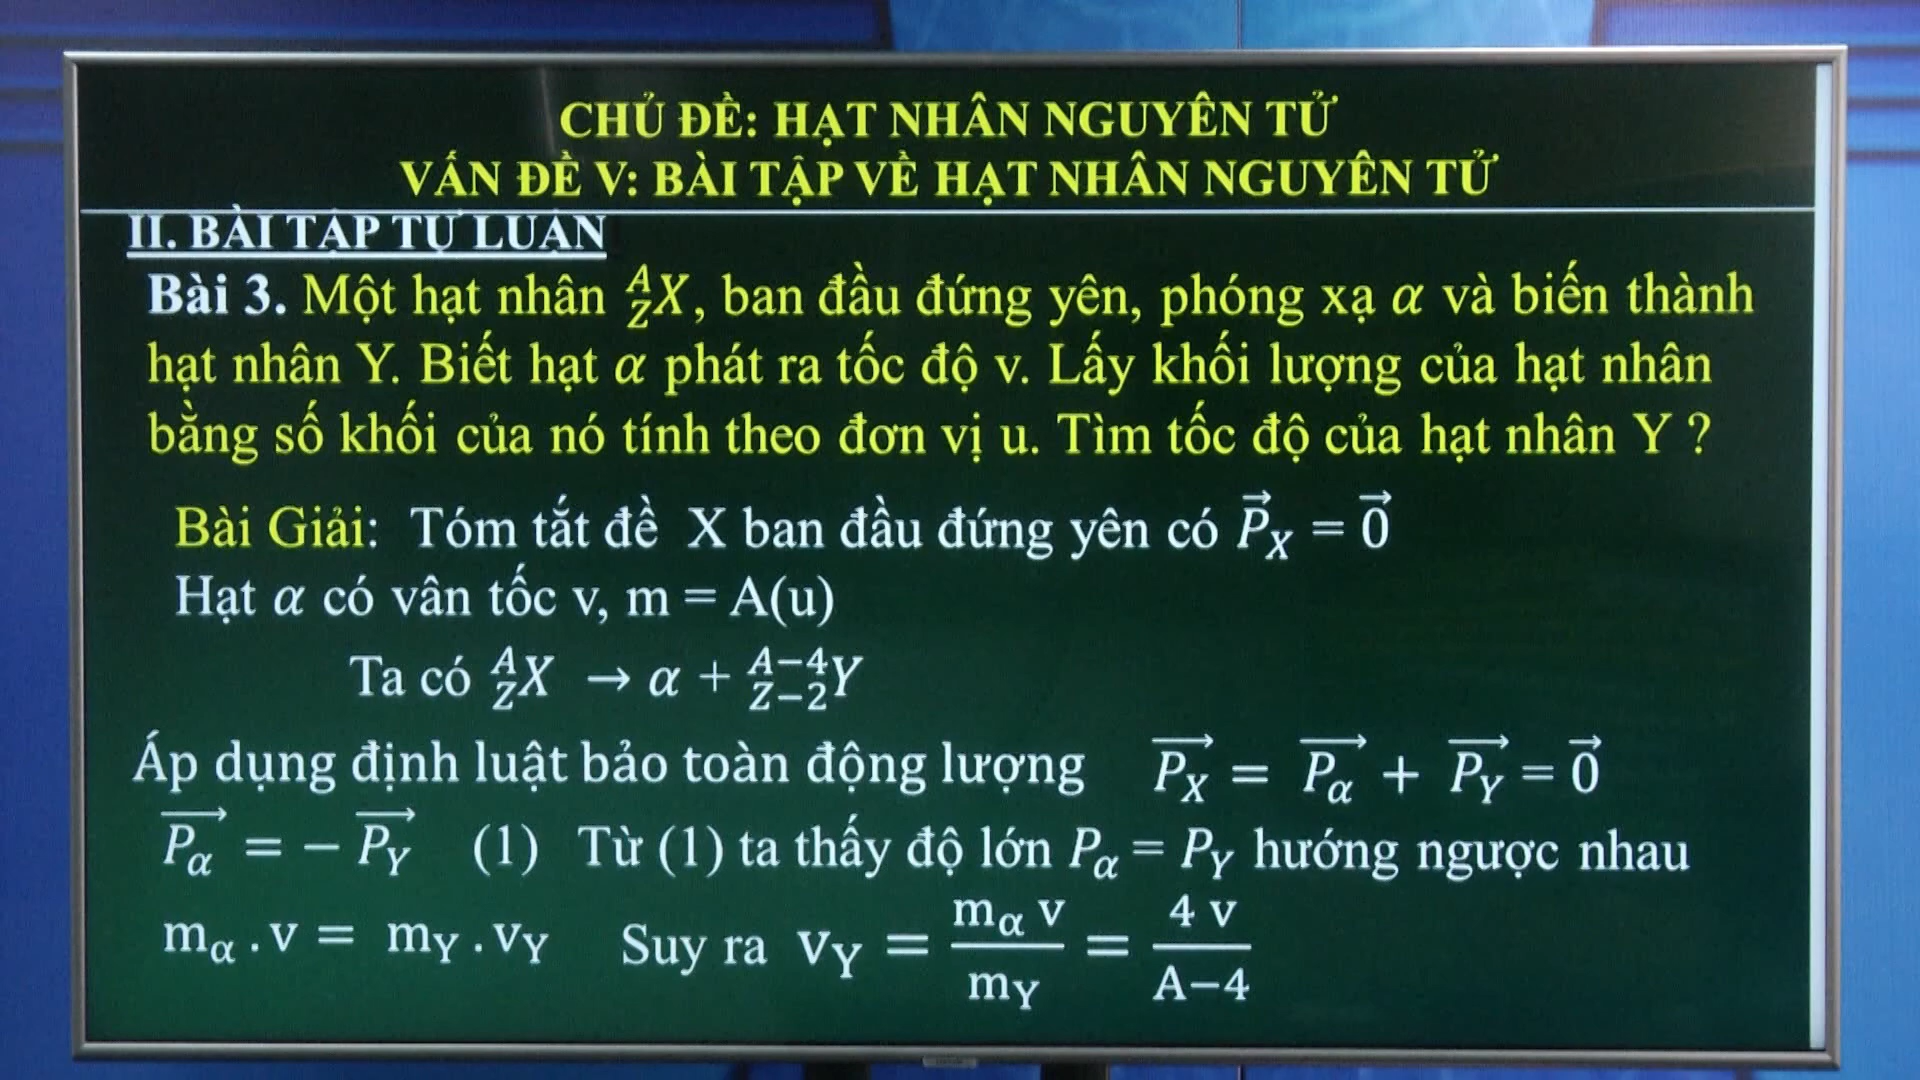 CHỦ ĐỀ: HẠT NHÂN NGUYÊN TỬ
VẤN ĐỀ V: BÀI TẬP VỀ HẠT NHÂN NGUYÊN TỬ
II. BÀI TẬP TỰ LUẬN
Bài 3. Một hạt nhân ᴬ_Z X, ban đầu đứng yên, phóng xạ α và biến thành
hạt nhân Y. Biết hạt α phát ra tốc độ v. Lấy khối lượng của hạt nhân
bằng số khối của nó tính theo đơn vị u. Tìm tốc độ của hạt nhân Y ?
Bài Giải: Tóm tắt đề X ban đầu đứng yên có $\vec{P}_X = \vec{0}$
Hạt α có vân tốc v, m = A(u)
Ta có $^A_Z X \to \alpha + ^{A-4}_{Z-2}Y$
Áp dụng định luật bảo toàn động lượng $\overrightarrow{P_X} = \overrightarrow{P_\alpha} + \overrightarrow{P_Y} = \vec{0}$
$\overrightarrow{P_\alpha} = -\overrightarrow{P_Y}$ (1) Từ (1) ta thấy độ lớn $P_\alpha = P_Y$ hướng ngược nhau
$m_\alpha . v = m_Y . v_Y$ Suy ra $v_Y = \frac{m_\alpha v}{m_Y} = \frac{4 v}{A-4}$